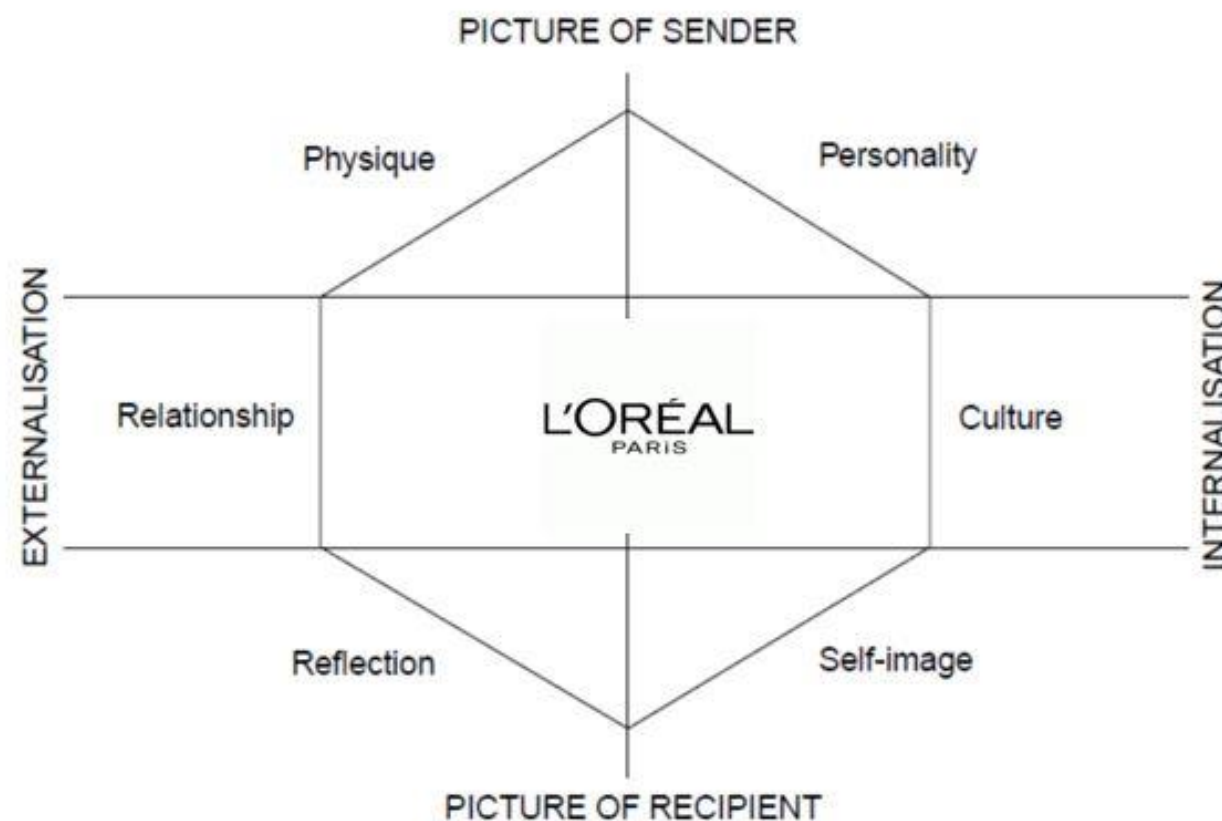 PICTURE OF SENDER
Physique
Personality
EXTERNALISATION
Relationship
L'ORÉAL
PARiS
Culture
INTERNALISATION
Reflection
Self-image
PICTURE OF RECIPIENT